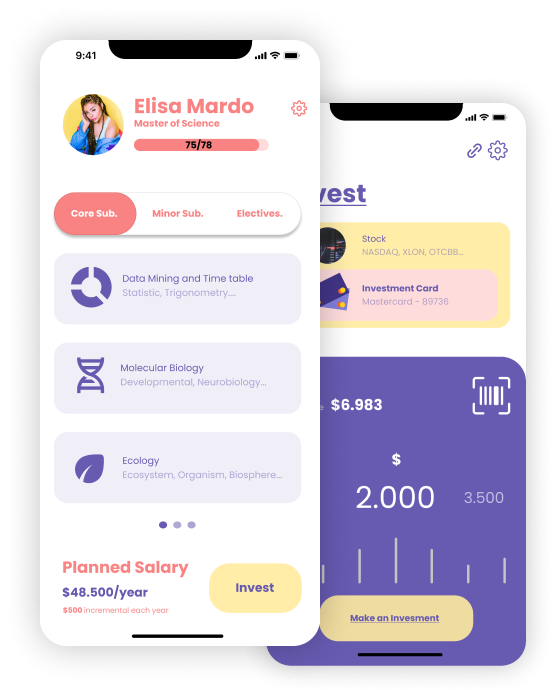 9:41
Elisa Mardo
Master of Science
75/78
Core Sub.
Minor Sub.
Electives.
Data Mining and Time table
Statistic, Trigonometry....
Molecular Biology
Developmental, Neurobiology...
Ecology
Ecosystem, Organism, Biosphere...
Planned Salary
$48.500/year
$500 incremental each year
Invest
vest
Stock
NASDAQ, XLON, OTCBB...
Investment Card
Mastercard - 89736
$6.983
$
2.000
3.500
Make an Invesment